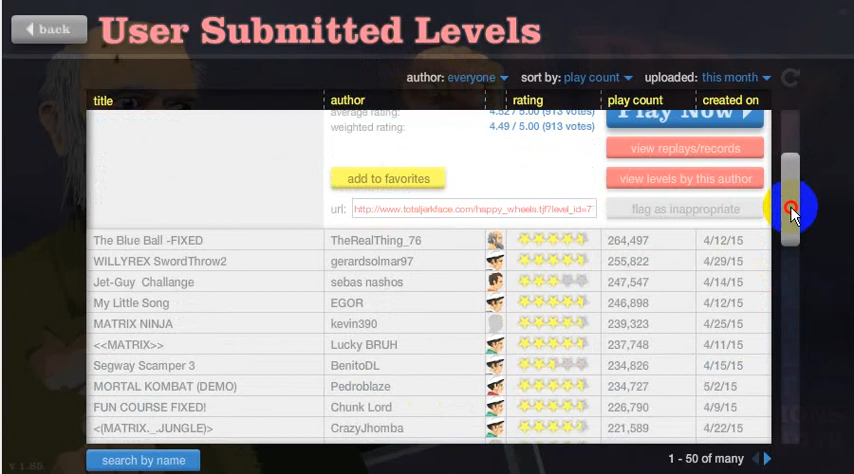 back
User Submitted Levels
author: everyone sort by: play count uploaded: this month
title author rating play count created on
average rating: 4.52 / 5.00 (913 votes)
Play Now
weighted rating: 4.49 / 5.00 (913 votes)
view replays/records
add to favorites
view levels by this author
url: http://www.totaljerkface.com/happy_wheels.tjf?level_id=7
flag as inappropriate
The Blue Ball -FIXED TheRealThing_76 264,497 4/12/15
WILLYREX SwordThrow2 gerardsolmar97 255,822 4/29/15
Jet-Guy Challange sebas nashos 247,547 4/14/15
My Little Song EGOR 246,898 4/12/15
MATRIX NINJA kevin390 239,323 4/25/15
<<MATRIX>> Lucky BRUH 237,748 4/11/15
Segway Scamper 3 BenitoDL 234,826 4/15/15
MORTAL KOMBAT (DEMO) Pedroblaze 234,727 5/2/15
FUN COURSE FIXED! Chunk Lord 226,790 4/9/15
<(MATRIX._.JUNGLE)> CrazyJhomba 221,589 4/22/15
search by name
1 - 50 of many
v 1.85